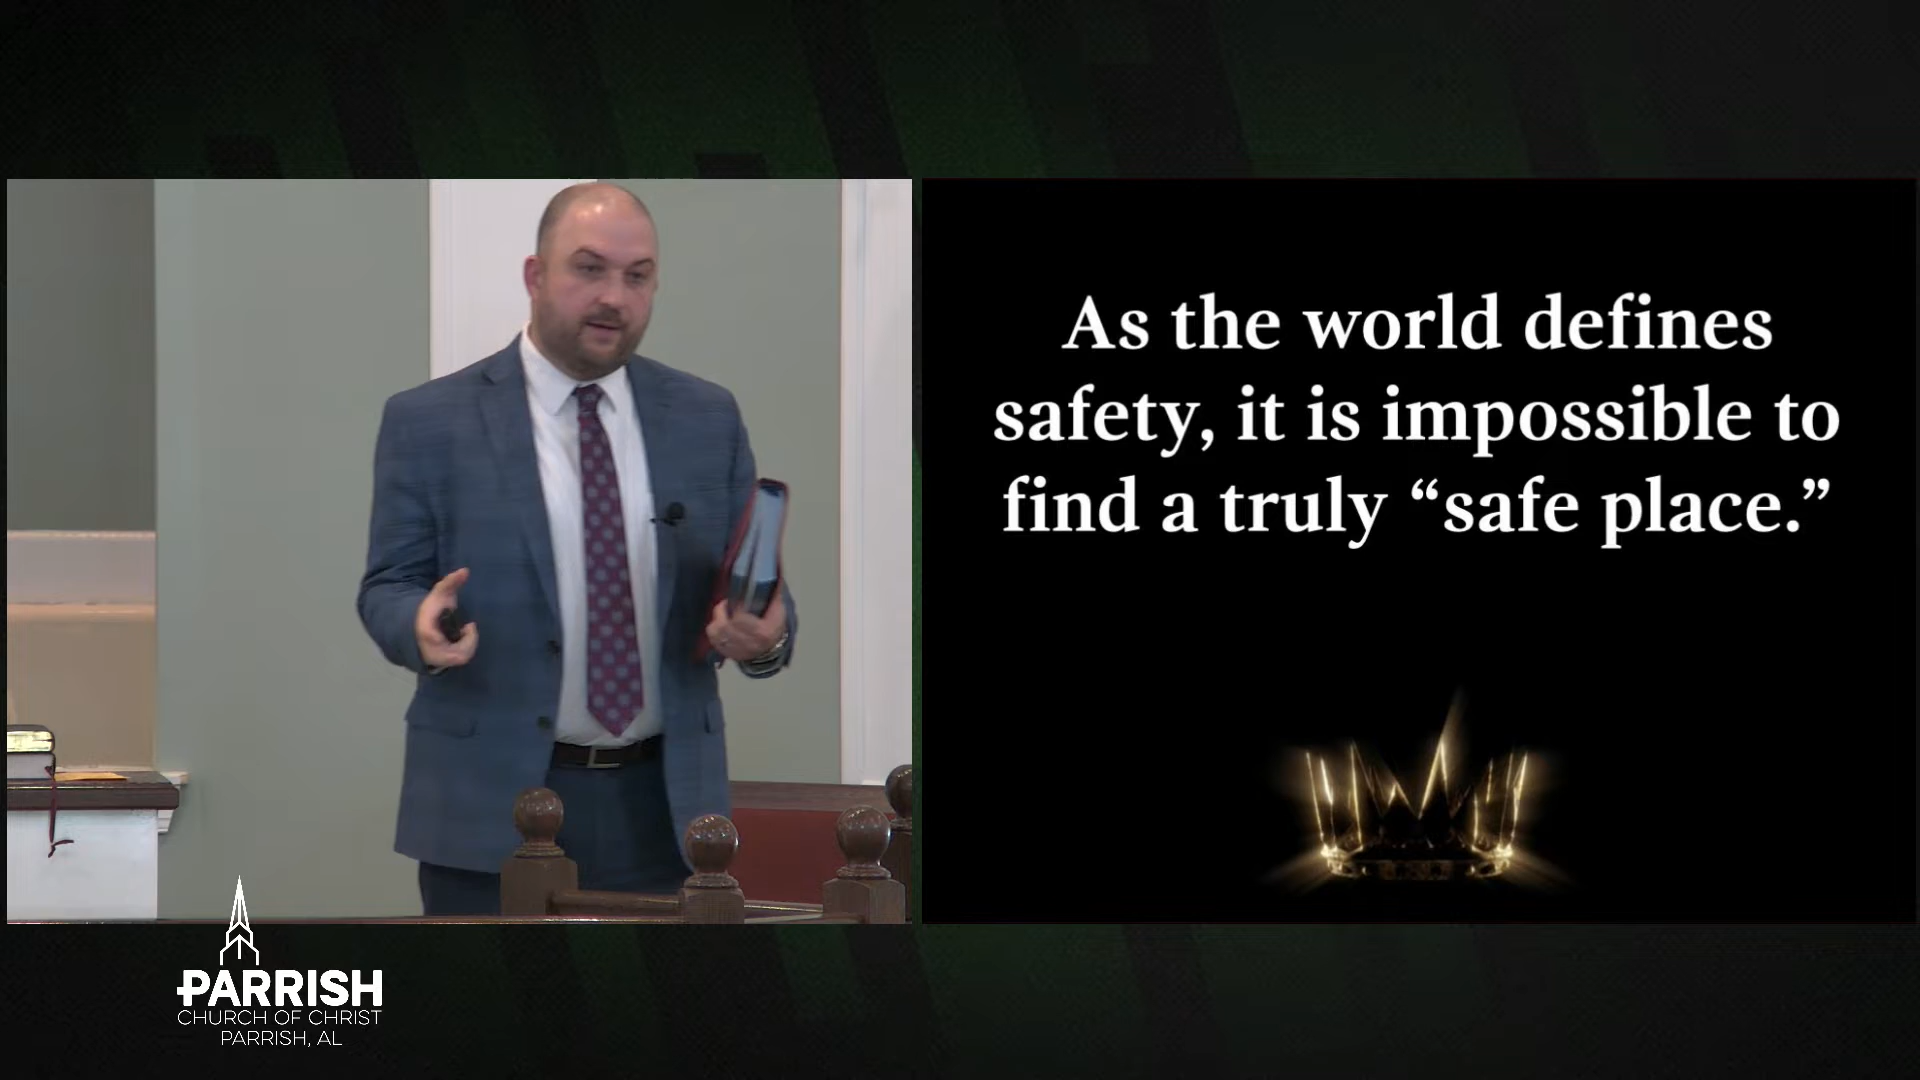 As the world defines
safety, it is impossible to
find a truly “safe place.”
PARRISH
CHURCH OF CHRIST
PARRISH, AL